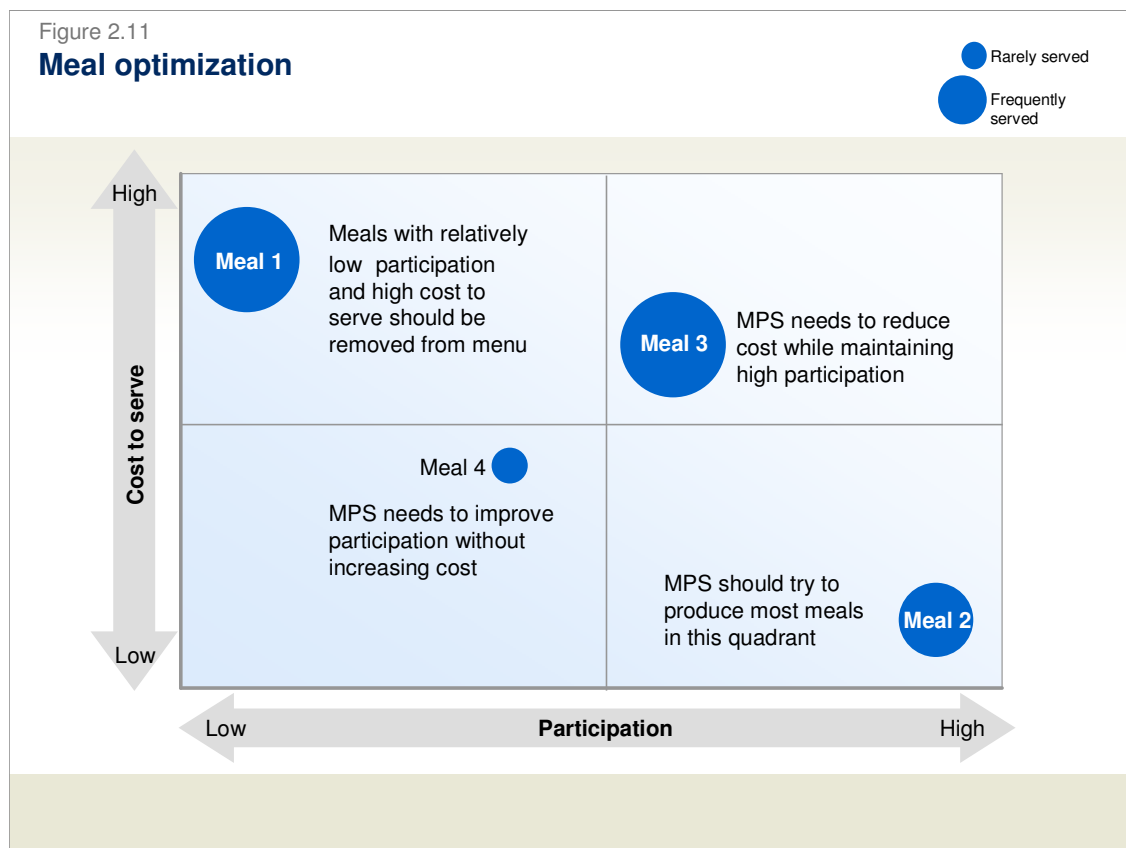 Figure 2.11
Meal optimization
Rarely served
Frequently
served
High
Meal 1
Meals with relatively
low participation
and high cost to
serve should be
removed from menu
Meal 3
MPS needs to reduce
cost while maintaining
high participation
Cost to serve
Meal 4
MPS needs to improve
participation without
increasing cost
MPS should try to
produce most meals
in this quadrant
Meal 2
Low
Low
Participation
High